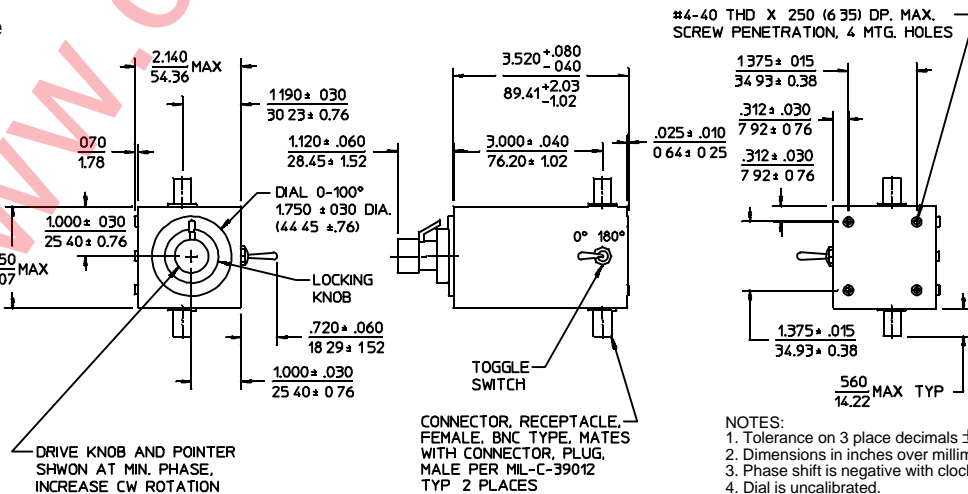 #4-40 THD X 250 (6 35) DP. MAX.
SCREW PENETRATION, 4 MTG. HOLES
2.140 MAX
54.36
1190 ± 030
30 23 ± 0.76
070
1.78
1.000 ± 030
25 40 ± 0.76
50 MAX
07
DIAL 0-100°
1.750 ±030 DIA.
(44 45 ±.76)
LOCKING
KNOB
.720 ± .060
18 29 ± 152
1.000 ± .030
25 40 ± 0 76
DRIVE KNOB AND POINTER
SHWON AT MIN. PHASE,
INCREASE CW ROTATION
3.520 +.080 - 040
89.41 +2.03 -1.02
1.120 ± .060
28.45 ± 1.52
3.000 ± .040
76.20 ± 1.02
.025 ± .010
0 64 ± 0 25
0° 180°
TOGGLE
SWITCH
CONNECTOR, RECEPTACLE,
FEMALE, BNC TYPE, MATES
WITH CONNECTOR, PLUG,
MALE PER MIL-C-39012
TYP 2 PLACES
1375 ± 015
34 93 ± 0.38
.312 ± .030
7 92 ± 0 76
.312 ± .030
7 92 ± 0 76
1.375 ± .015
34.93 ± 0.38
560 MAX TYP
14.22
NOTES:
1. Tolerance on 3 place decimals ±
2. Dimensions in inches over
3. Phase shift is negative with
4. Dial is uncalibrated.
www.